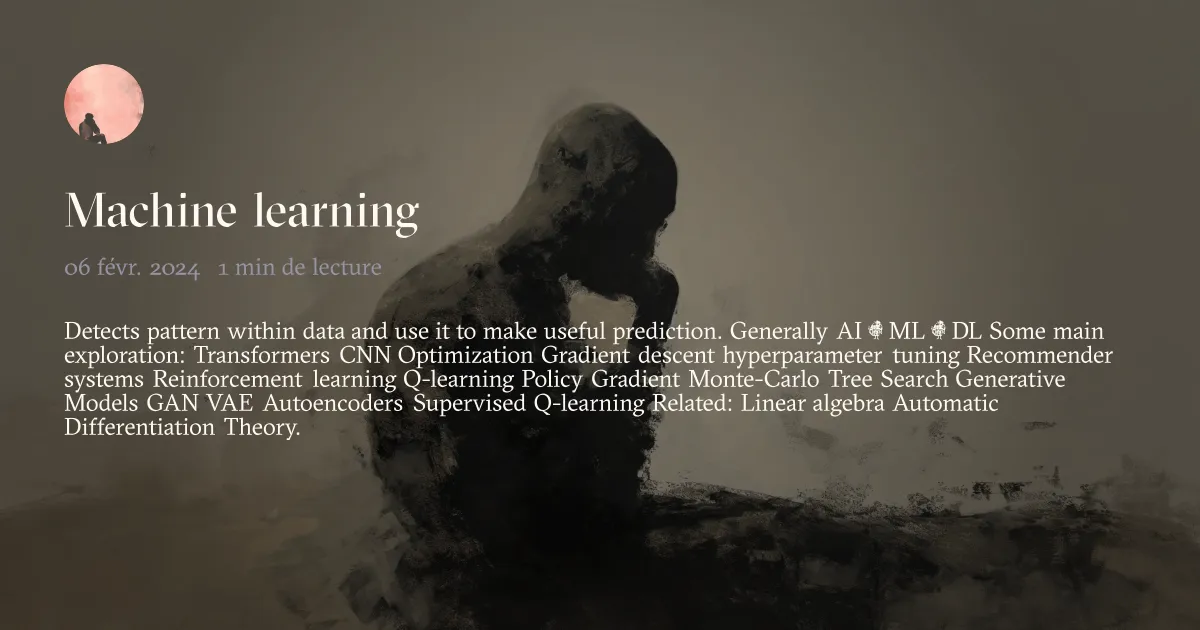 Machine learning
06 févr. 2024 1 min de lecture
Detects pattern within data and use it to make useful prediction. Generally AI ML DL Some main
exploration: Transformers CNN Optimization Gradient descent hyperparameter tuning Recommender
systems Reinforcement learning Q-learning Policy Gradient Monte-Carlo Tree Search Generative
Models GAN VAE Autoencoders Supervised Q-learning Related: Linear algebra Automatic
Differentiation Theory.